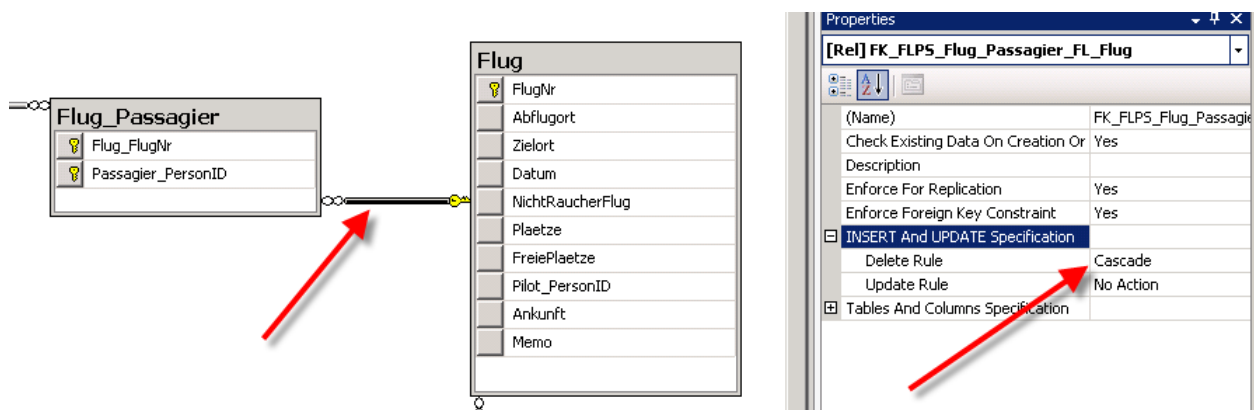 Flug_Passagier
Flug_FlugNr
Passagier_PersonID
Flug
FlugNr
Abflugort
Zielort
Datum
NichtRaucherFlug
Plaetze
FreiePlaetze
Pilot_PersonID
Ankunft
Memo
Properties
[Rel] FK_FLPS_Flug_Passagier_FL_Flug
(Name) FK_FLPS_Flug_Passagie
Check Existing Data On Creation Or Yes
Description
Enforce For Replication Yes
Enforce Foreign Key Constraint Yes
INSERT And UPDATE Specification
Delete Rule Cascade
Update Rule No Action
Tables And Columns Specification